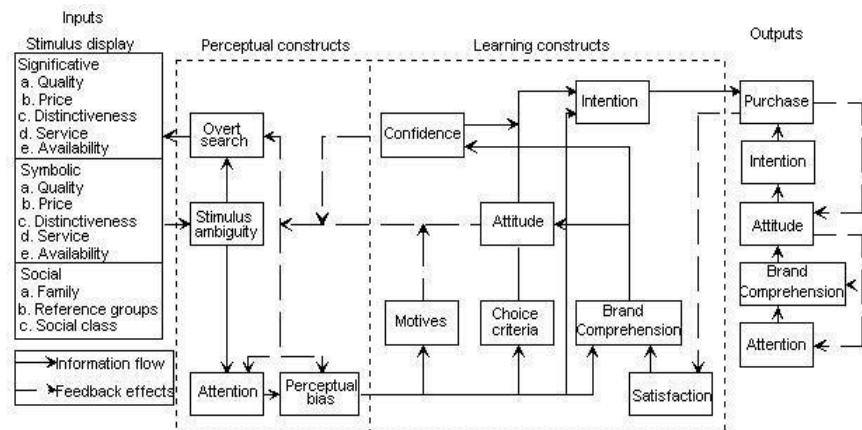 Inputs
Stimulus display
Significative
a. Quality
b. Price
c. Distinctiveness
d. Service
e. Availability
Symbolic
a. Quality
b. Price
c. Distinctiveness
d. Service
e. Availability
Social
a. Family
b. Reference groups
c. Social class
Information flow
Feedback effects
Perceptual constructs
Overt
search
Stimulus
ambiguity
Attention
Perceptual
bias
Learning constructs
Intention
Confidence
Attitude
Motives
Choice
criteria
Brand
Comprehension
Satisfaction
Outputs
Purchase
Intention
Attitude
Brand
Comprehension
Attention